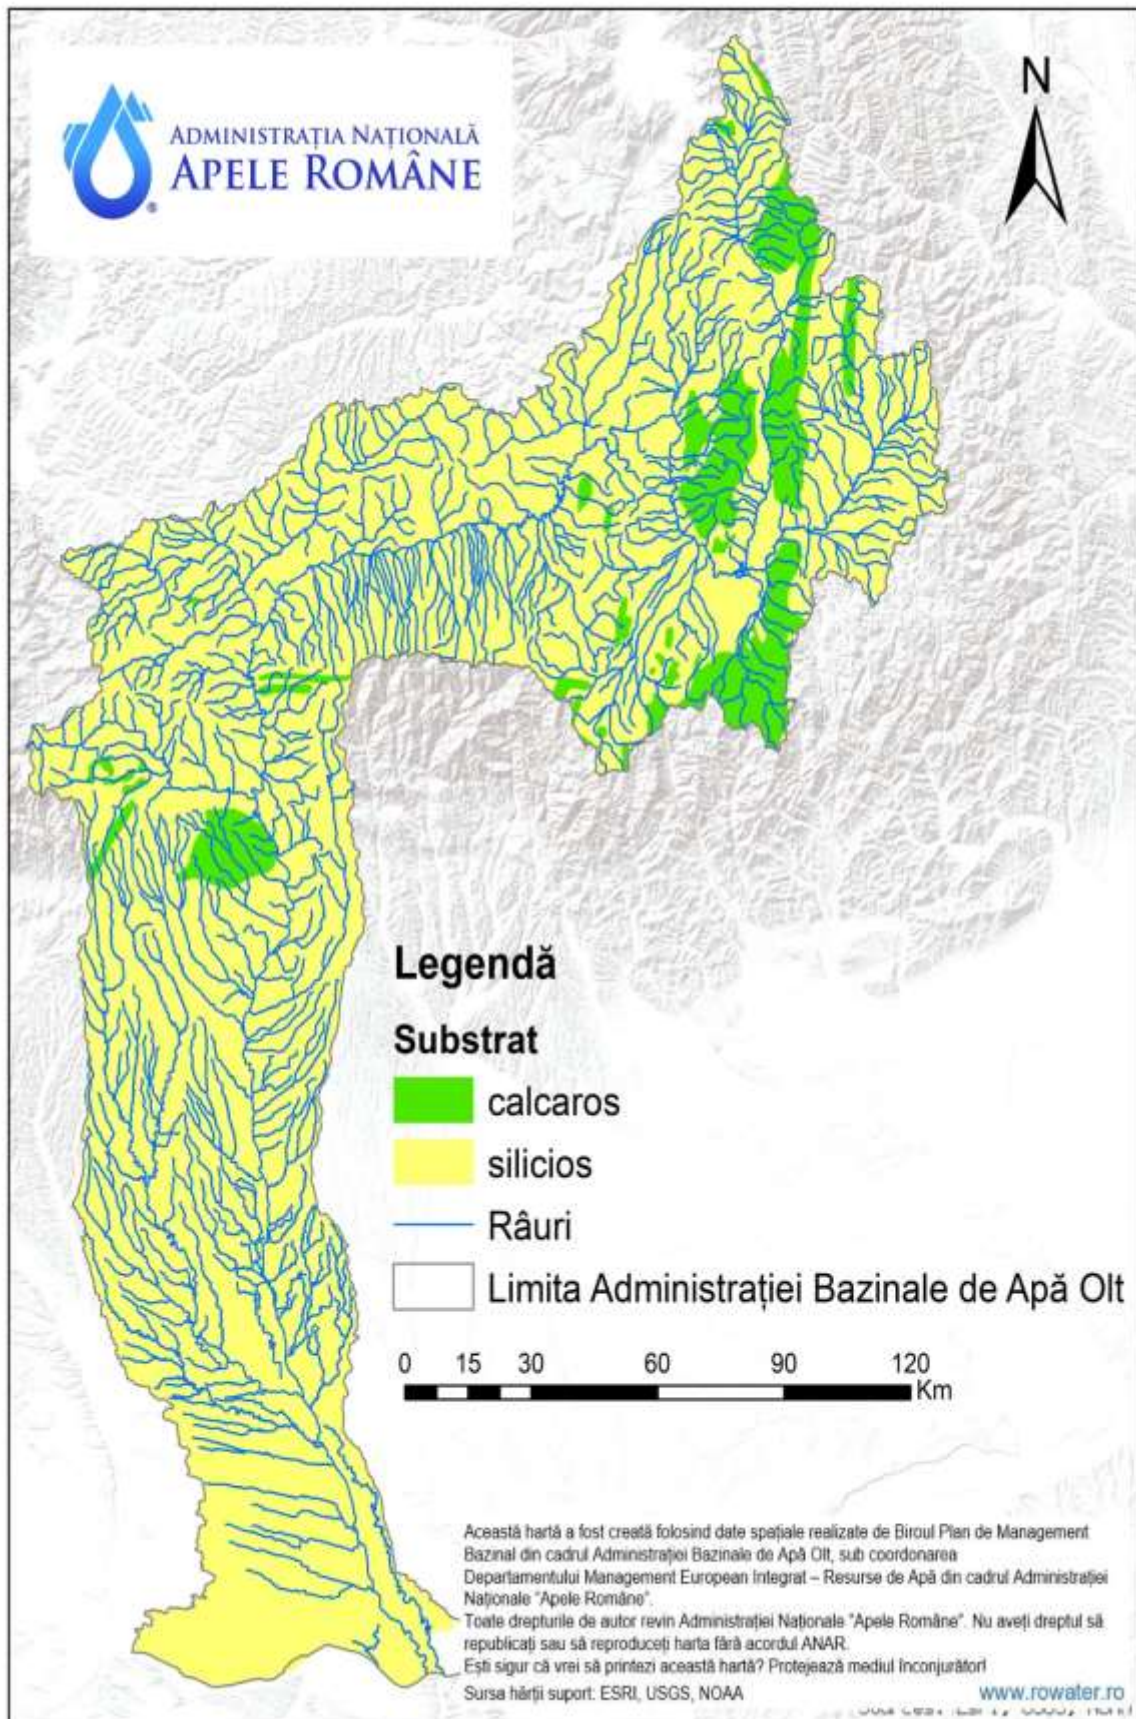 ADMINISTRAȚIA NAȚIONALĂ
APELE ROMÂNE
®
N
Legendă
Substrat
calcaros
silicios
Râuri
Limita Administrației Bazinale de Apă Olt
0 15 30 60 90 120
Km
Această hartă a fost creată folosind date spațiale realizate de Biroul Plan de Management
Bazinal din cadrul Administrației Bazinale de Apă Olt, sub coordonarea
Departamentului Management European Integrat – Resurse de Apă din cadrul Administrației
Naționale "Apele Române".
Toate drepturile de autor revin Administrației Naționale "Apele Române". Nu aveți dreptul să
republicați sau să reproduceți harta fără acordul ANAR.
Ești sigur că vrei să printezi această hartă? Protejează mediul înconjurător!
Sursa hărții suport: ESRI, USGS, NOAA
www.rowater.ro